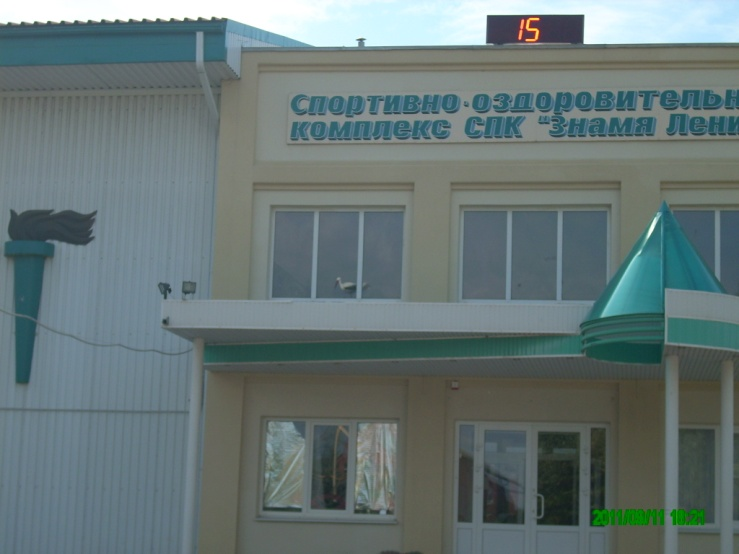 15
Спортивно-оздоровительн
комплекс СПК "Знамя Лени
2011/09/11 10:21